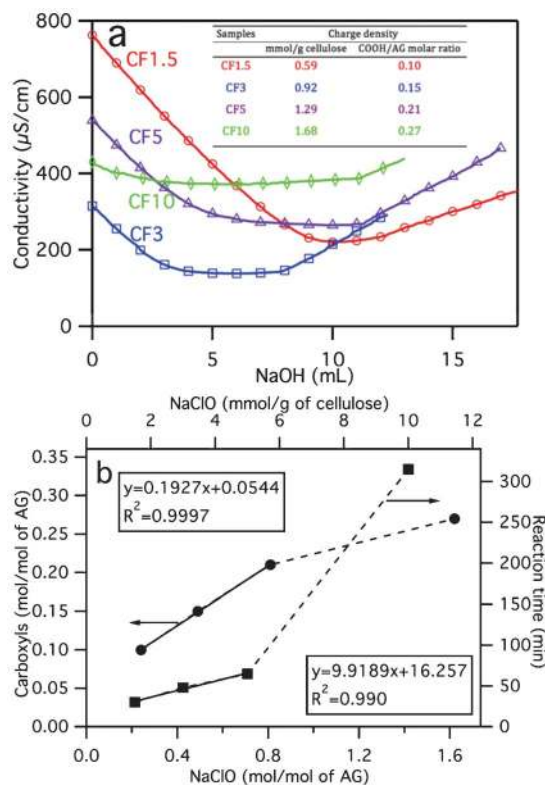 a
Samples Charge density
mmol/g cellulose COOH/AG molar ratio
CF1.5 0.59 0.10
CF3 0.92 0.15
CF5 1.29 0.21
CF10 1.68 0.27
CF1.5
CF5
CF10
CF3
Conductivity (µS/cm)
800
600
400
200
0
0 5 10 15
NaOH (mL)
NaClO (mmol/g of cellulose)
0 2 4 6 8 10 12
b
y=0.1927x+0.0544
R²=0.9997
y=9.9189x+16.257
R²=0.990
Carboxyls (mol/mol of AG)
0.35
0.30
0.25
0.20
0.15
0.10
0.05
0.00
Reaction time (min)
300
250
200
150
100
50
0
0.0 0.4 0.8 1.2 1.6
NaClO (mol/mol of AG)